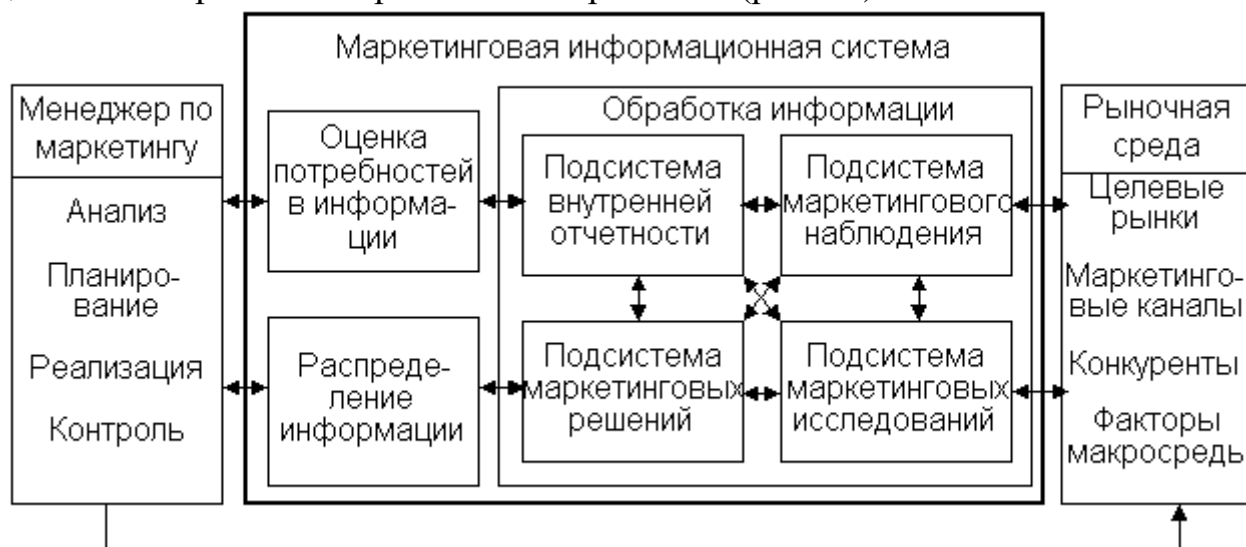 Маркетинговая информационная система
Менеджер по
маркетингу
Анализ
Планиро-
вание
Реализация
Контроль
Оценка
потребностей
в информа-
ции
Распреде-
ление
информации
Обработка информации
Подсистема
внутренней
отчетности
Подсистема
маркетингового
наблюдения
Подсистема
маркетинговых
решений
Подсистема
маркетинговых
исследований
Рыночная
среда
Целевые
рынки
Маркетинго-
вые каналы
Конкуренты
Факторы
макросредь